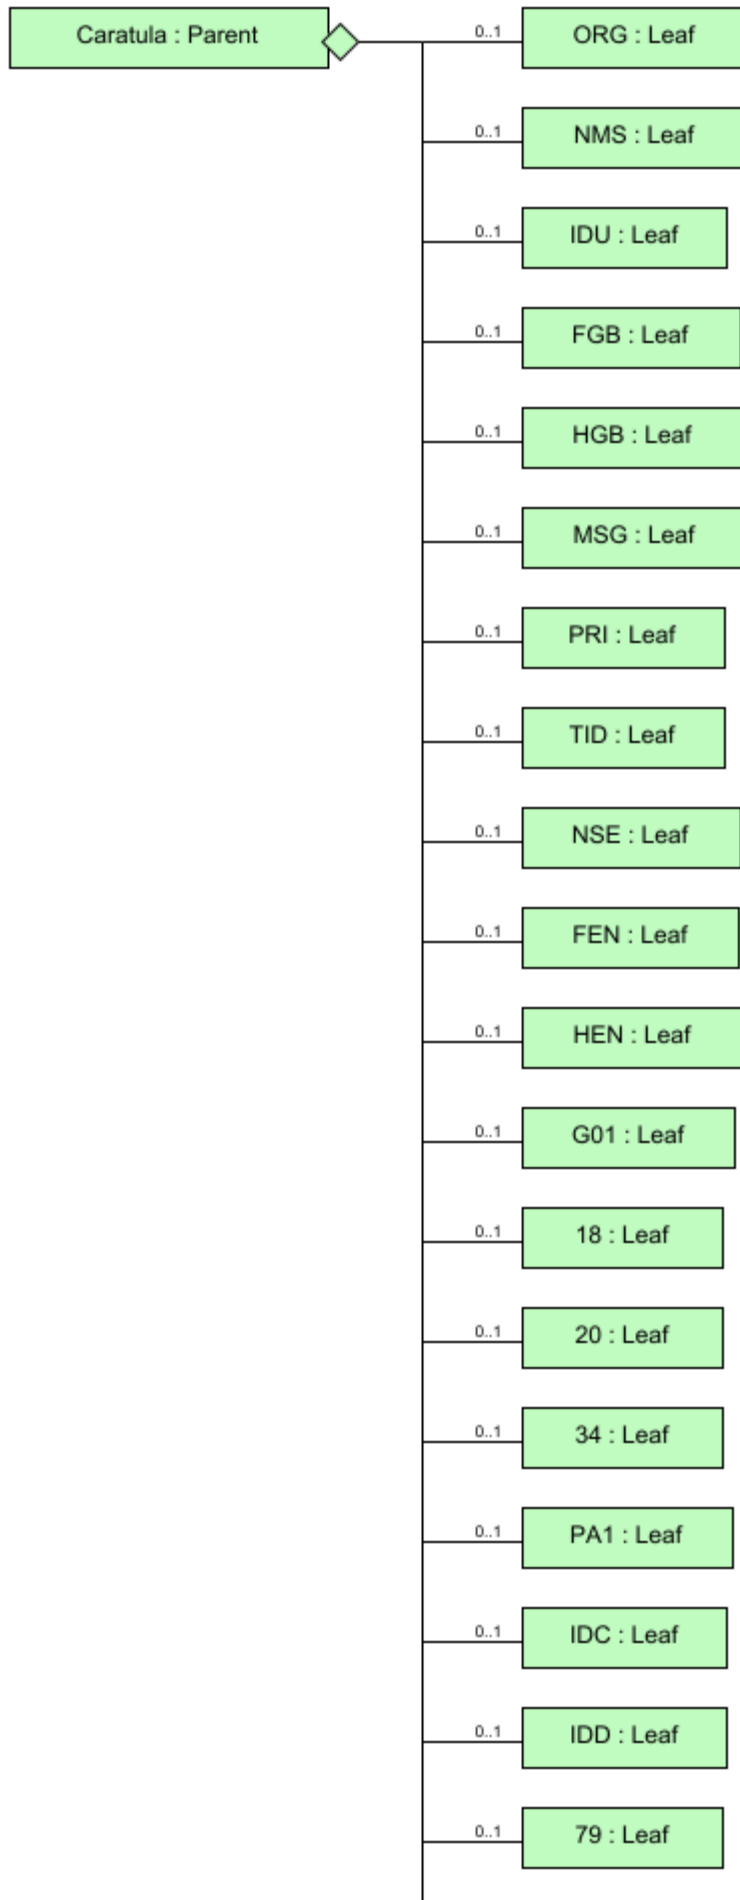 Caratula : Parent
0..1
ORG : Leaf
0..1
NMS : Leaf
0..1
IDU : Leaf
0..1
FGB : Leaf
0..1
HGB : Leaf
0..1
MSG : Leaf
0..1
PRI : Leaf
0..1
TID : Leaf
0..1
NSE : Leaf
0..1
FEN : Leaf
0..1
HEN : Leaf
0..1
G01 : Leaf
0..1
18 : Leaf
0..1
20 : Leaf
0..1
34 : Leaf
0..1
PA1 : Leaf
0..1
IDC : Leaf
0..1
IDD : Leaf
0..1
79 : Leaf